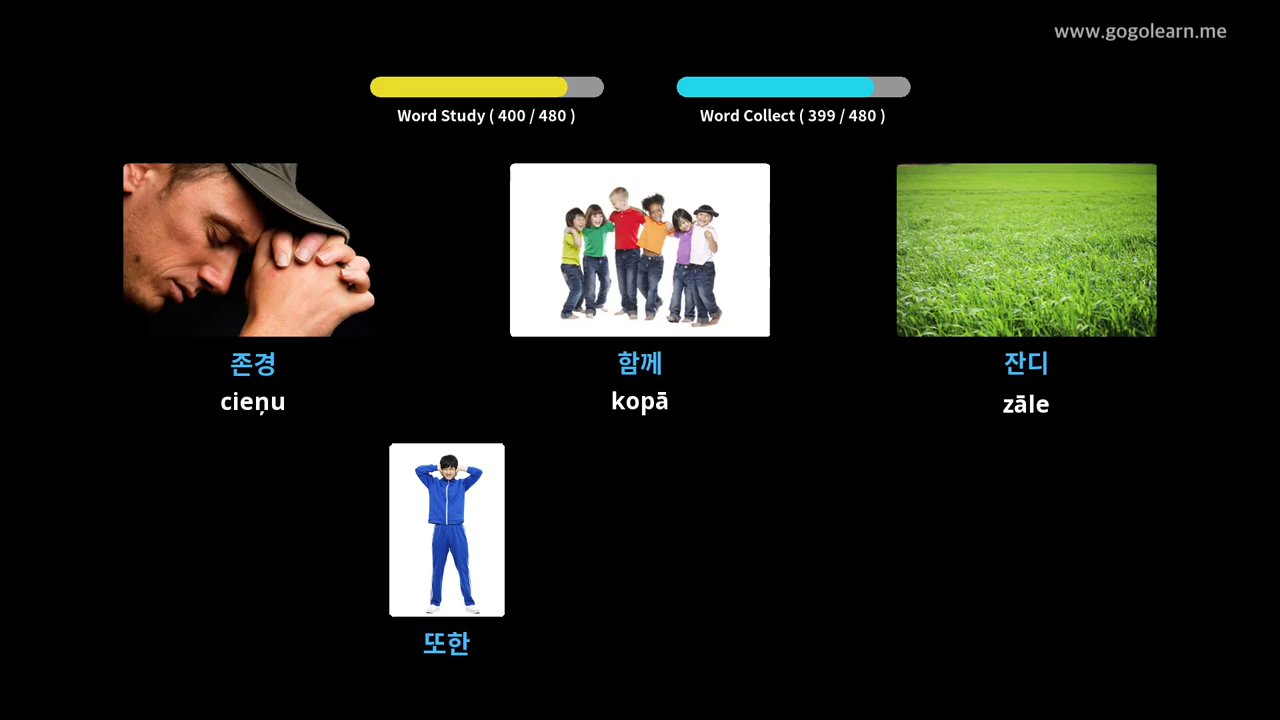 www.gogolearn.me
Word Study ( 400 / 480 )
Word Collect ( 399 / 480 )
존경
cieņu
함께
kopā
잔디
zāle
또한